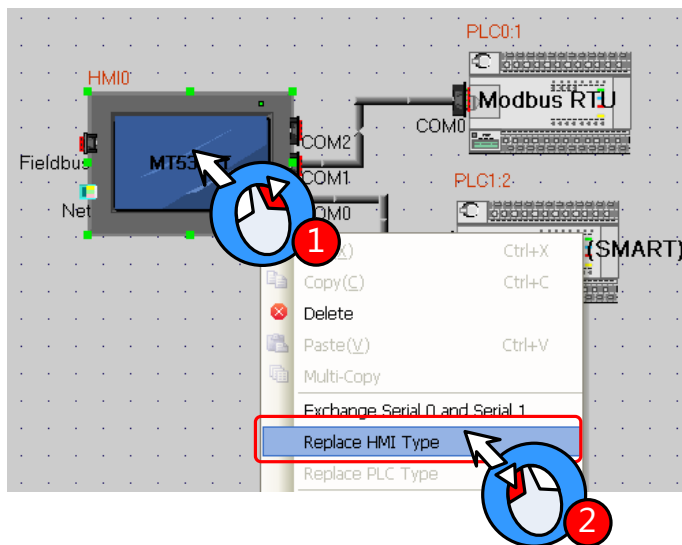 PLC0:1
HMI0
Modbus RTU
COM2
COM0
Fieldbus
COM1
PLC1:2
Net
1
(SMART)
Ctrl+X
Copy(C)
Ctrl+C
Delete
Paste(V)
Ctrl+V
Multi-Copy
Exchange Serial 0 and Serial 1
Replace HMI Type
Replace PLC Type
2